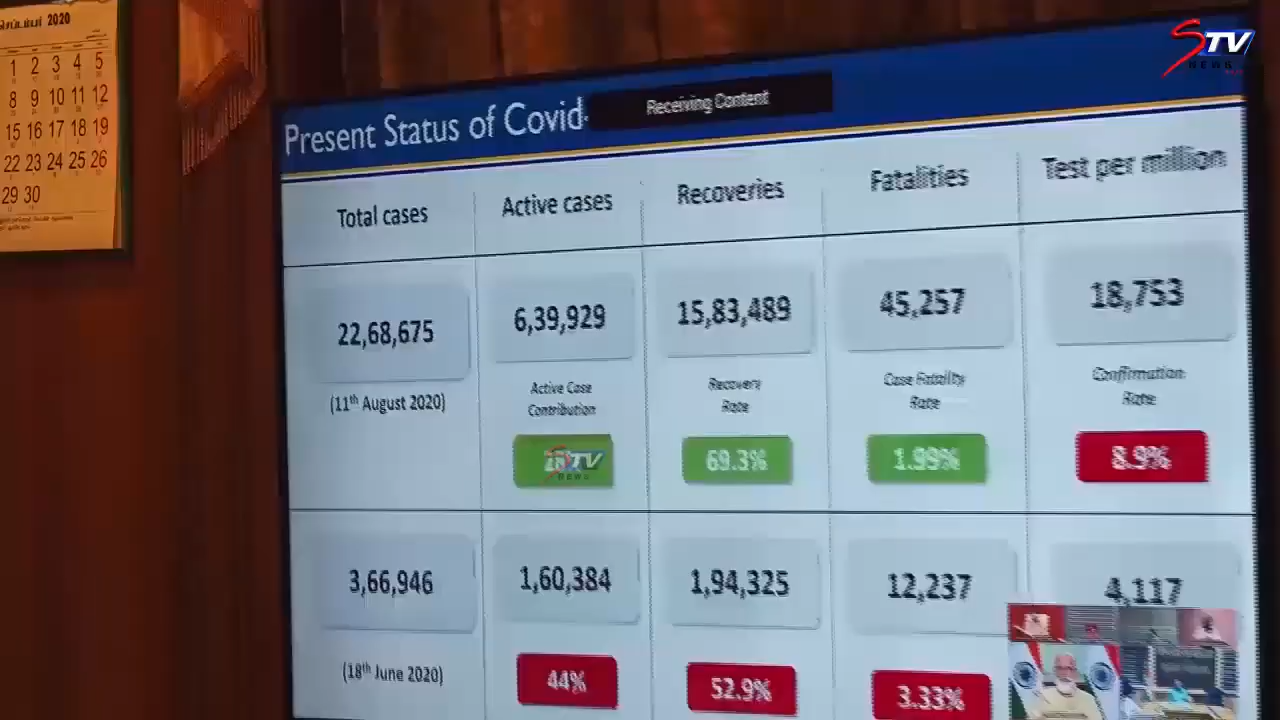 செப்டம்பர் 2020
1 2 3 4 5
8 9 10 11 12
15 16 17 18 19
22 23 24 25 26
29 30
STV
NEWS
Present Status of Covid-
Receiving Content
Total cases
Active cases
Recoveries
Fatalities
Test per million
22,68,675
6,39,929
15,83,489
45,257
18,753
(11th August 2020)
Active Case
Contribution
Recovery
Rate
Case Fatality
Rate
Confirmation
Rate
STV
NEWS
69.3%
1.99%
8.9%
3,66,946
1,60,384
1,94,325
12,237
4,117
(18th June 2020)
44%
52.9%
3.33%